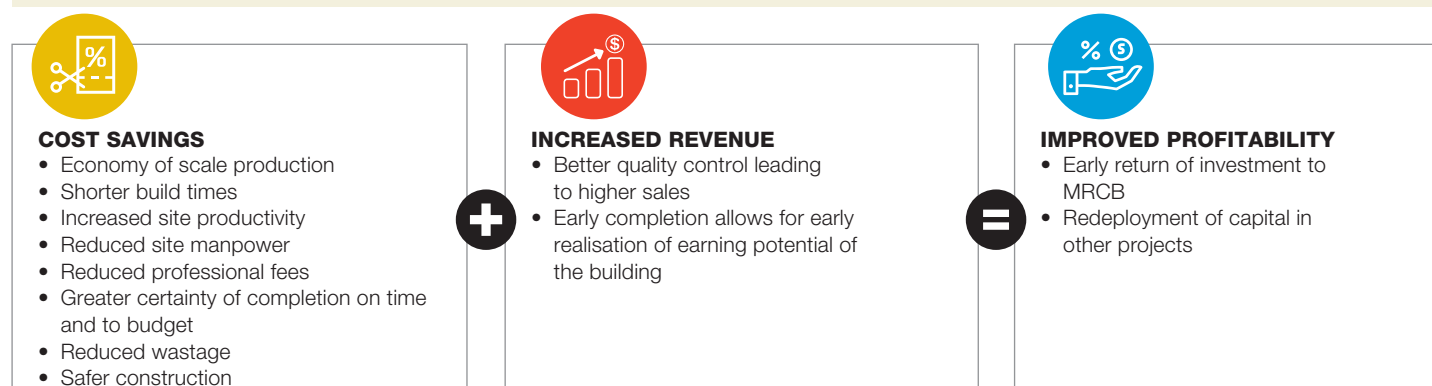 %
COST SAVINGS
• Economy of scale production
• Shorter build times
• Increased site productivity
• Reduced site manpower
• Reduced professional fees
• Greater certainty of completion on time
and to budget
• Reduced wastage
• Safer construction
+
$
INCREASED REVENUE
• Better quality control leading
to higher sales
• Early completion allows for early
realisation of earning potential of
the building
=
% S
IMPROVED PROFITABILITY
• Early return of investment to
MRCB
• Redeployment of capital in
other projects